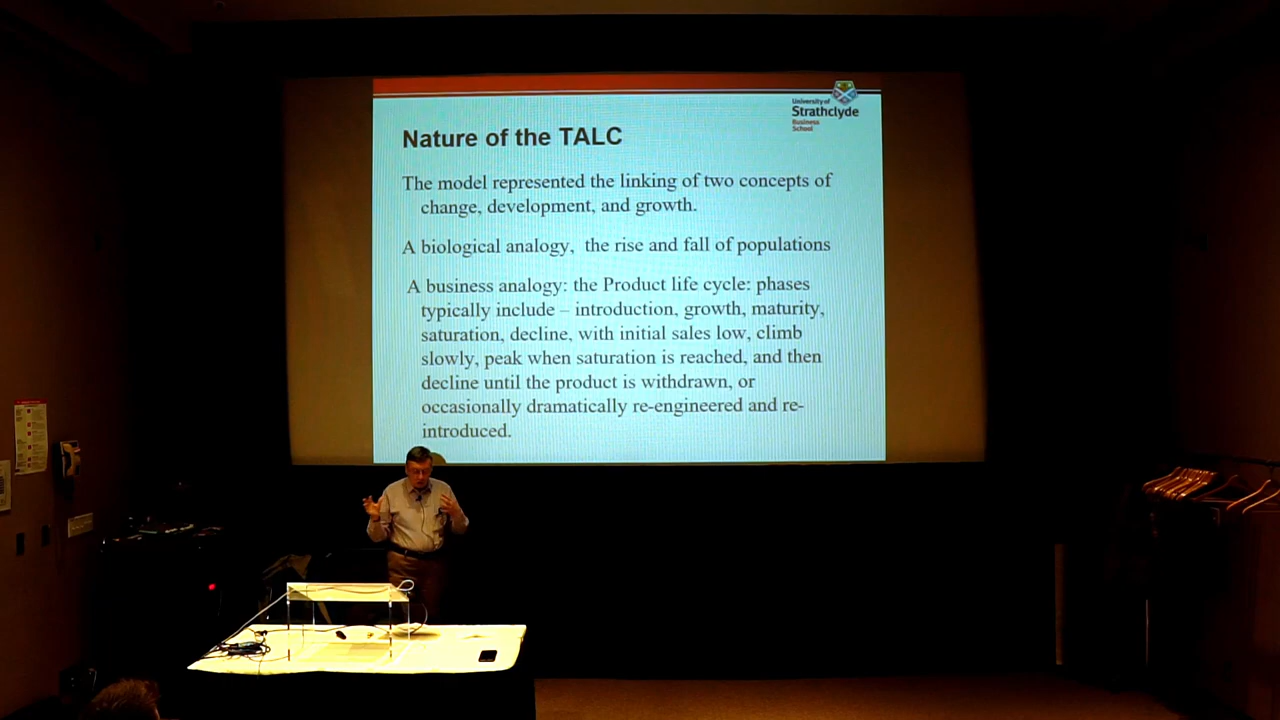 University of
Strathclyde
Business
School
Nature of the TALC
The model represented the linking of two concepts of
change, development, and growth.
A biological analogy, the rise and fall of populations
A business analogy: the Product life cycle: phases
typically include – introduction, growth, maturity,
saturation, decline, with initial sales low, climb
slowly, peak when saturation is reached, and then
decline until the product is withdrawn, or
occasionally dramatically re-engineered and re-
introduced.